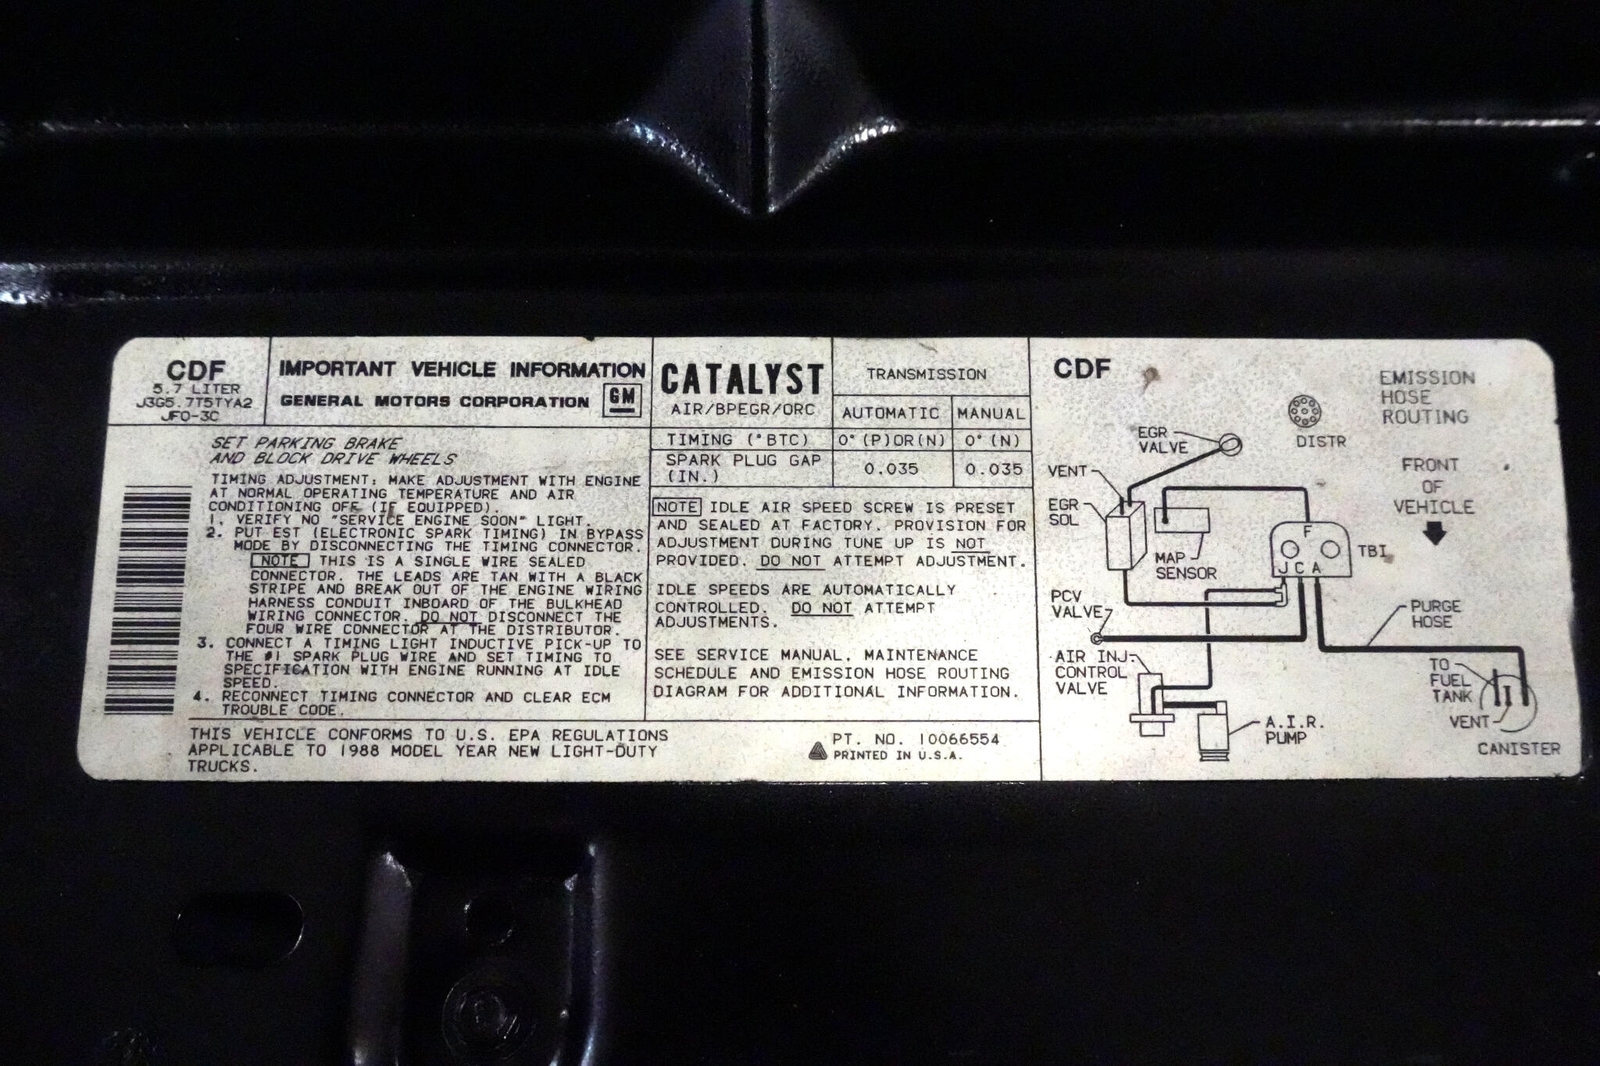 CDF
5.7 LITER
J3G5.7T5TYA2
JFO-3C
IMPORTANT VEHICLE INFORMATION
GENERAL MOTORS CORPORATION
GM
SET PARKING BRAKE
AND BLOCK DRIVE WHEELS
TIMING ADJUSTMENT: MAKE ADJUSTMENT WITH ENGINE
AT NORMAL OPERATING TEMPERATURE AND AIR
CONDITIONING OFF (IF EQUIPPED).
1. VERIFY NO "SERVICE ENGINE SOON" LIGHT.
2. PUT EST (ELECTRONIC SPARK TIMING) IN BYPASS
MODE BY DISCONNECTING THE TIMING CONNECTOR.
NOTE THIS IS A SINGLE WIRE SEALED
CONNECTOR. THE LEADS ARE TAN WITH A BLACK
STRIPE AND BREAK OUT OF THE ENGINE WIRING
HARNESS CONDUIT INBOARD OF THE BULKHEAD
WIRING CONNECTOR. DO NOT DISCONNECT THE
FOUR WIRE CONNECTOR AT THE DISTRIBUTOR.
3. CONNECT A TIMING LIGHT INDUCTIVE PICK-UP TO
THE #1 SPARK PLUG WIRE AND SET TIMING TO
SPECIFICATION WITH ENGINE RUNNING AT IDLE
SPEED.
4. RECONNECT TIMING CONNECTOR AND CLEAR ECM
TROUBLE CODE.
CATALYST
AIR/BPEGR/ORC
TRANSMISSION
AUTOMATIC MANUAL
TIMING (°BTC) 0° (P)OR(N) 0° (N)
SPARK PLUG GAP 0.035 0.035
(IN.)
NOTE IDLE AIR SPEED SCREW IS PRESET
AND SEALED AT FACTORY. PROVISION FOR
ADJUSTMENT DURING TUNE UP IS NOT
PROVIDED. DO NOT ATTEMPT ADJUSTMENT.
IDLE SPEEDS ARE AUTOMATICALLY
CONTROLLED. DO NOT ATTEMPT
ADJUSTMENTS.
SEE SERVICE MANUAL, MAINTENANCE
SCHEDULE AND EMISSION HOSE ROUTING
DIAGRAM FOR ADDITIONAL INFORMATION.
THIS VEHICLE CONFORMS TO U.S. EPA REGULATIONS
APPLICABLE TO 1988 MODEL YEAR NEW LIGHT-DUTY
TRUCKS.
PT. NO. 10066554
PRINTED IN U.S.A.
CDF
EMISSION
HOSE
ROUTING
DISTR
EGR
VALVE
FRONT
OF
VEHICLE
VENT
EGR
SOL
MAP
SENSOR
F
J C A
TBI
PCV
VALVE
PURGE
HOSE
AIR INJ
CONTROL
VALVE
TO
FUEL
TANK
VENT
A.I.R.
PUMP
CANISTER